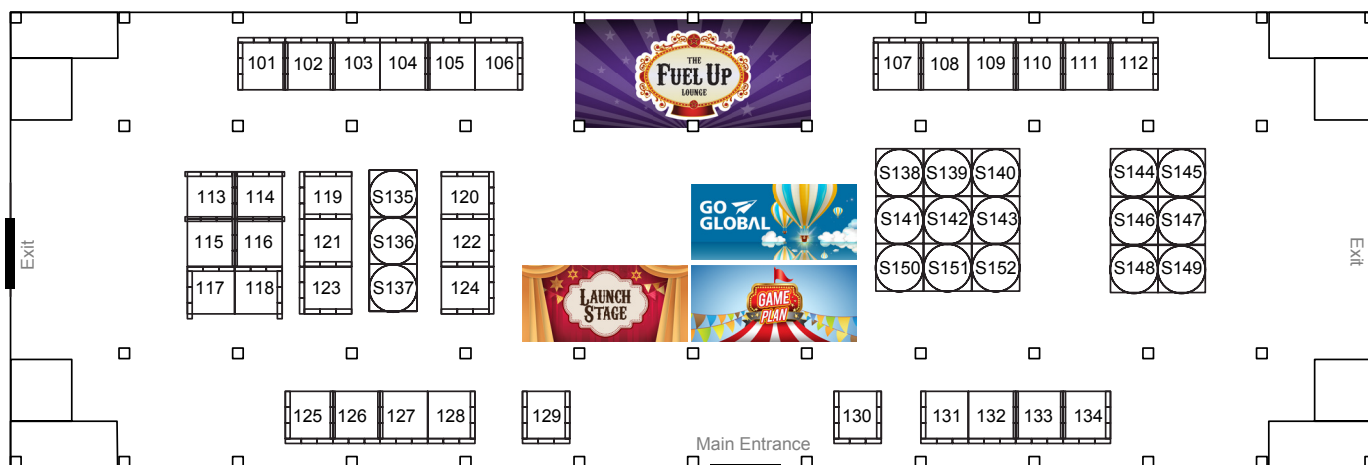 101 102 103 104 105 106
THE
FUEL UP
LOUNGE
107 108 109 110 111 112
113 114 119 S135 120
115 116 121 S136 122
117 118 123 S137 124
GO
GLOBAL
LAUNCH
STAGE
GAME
PLAN
S138 S139 S140 S144 S145
S141 S142 S143 S146 S147
S150 S151 S152 S148 S149
Exit
Exit
125 126 127 128 129 130 131 132 133 134
Main Entrance